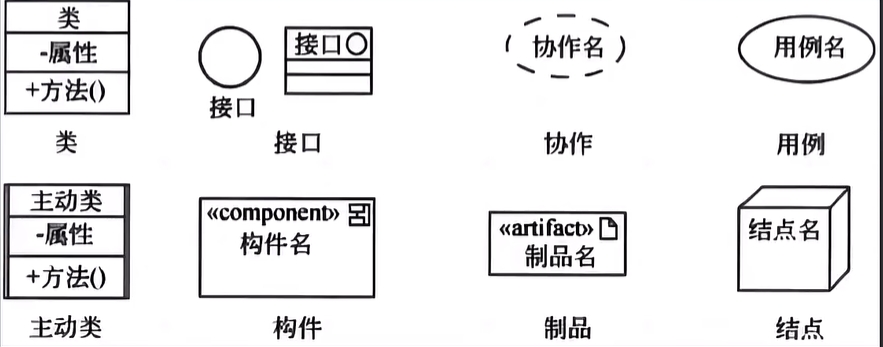 类
-属性
+方法()
类
接口
接口
接口
协作名
协作
用例名
用例
主动类
-属性
+方法()
主动类
«component»
构件名
构件
«artifact»
制品名
制品
结点名
结点